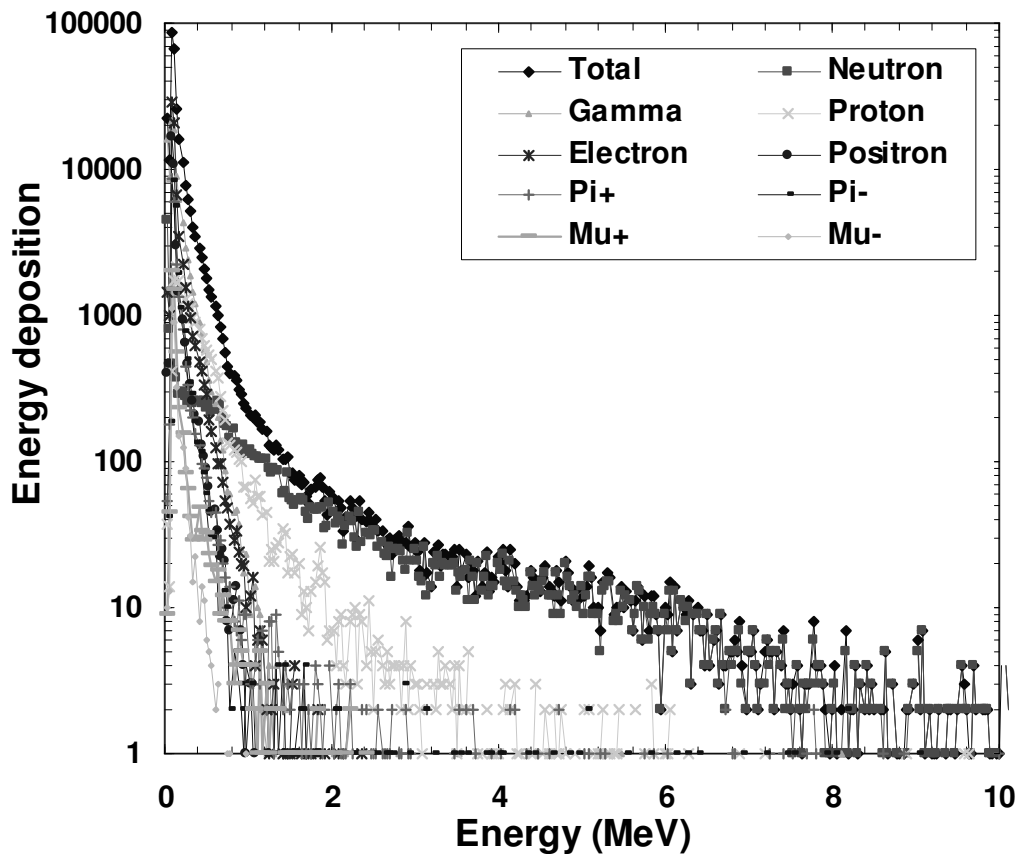 100000
10000
1000
100
10
1
Energy deposition
Total
Neutron
Gamma
Proton
Electron
Positron
Pi+
Pi-
Mu+
Mu-
0
2
4
6
8
10
Energy (MeV)